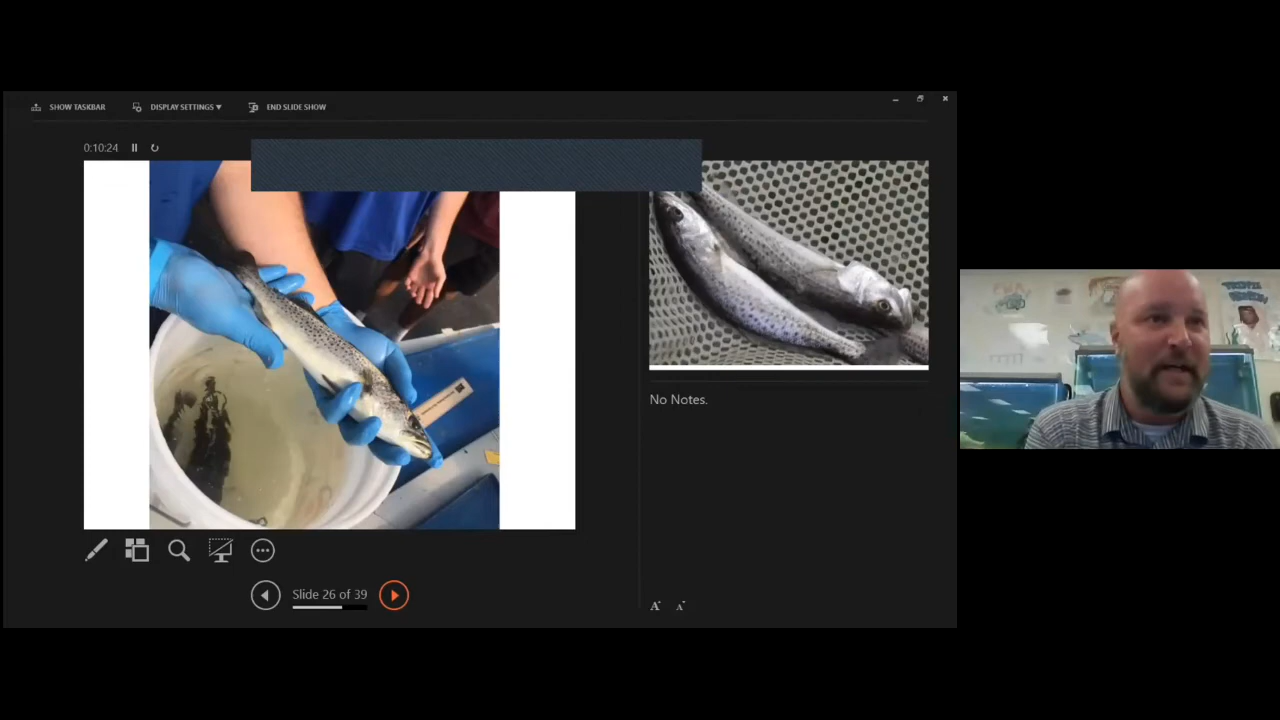 SHOW TASKBAR
DISPLAY SETTINGS ▼
END SLIDE SHOW
0:10:24
No Notes.
Slide 26 of 39
A
A